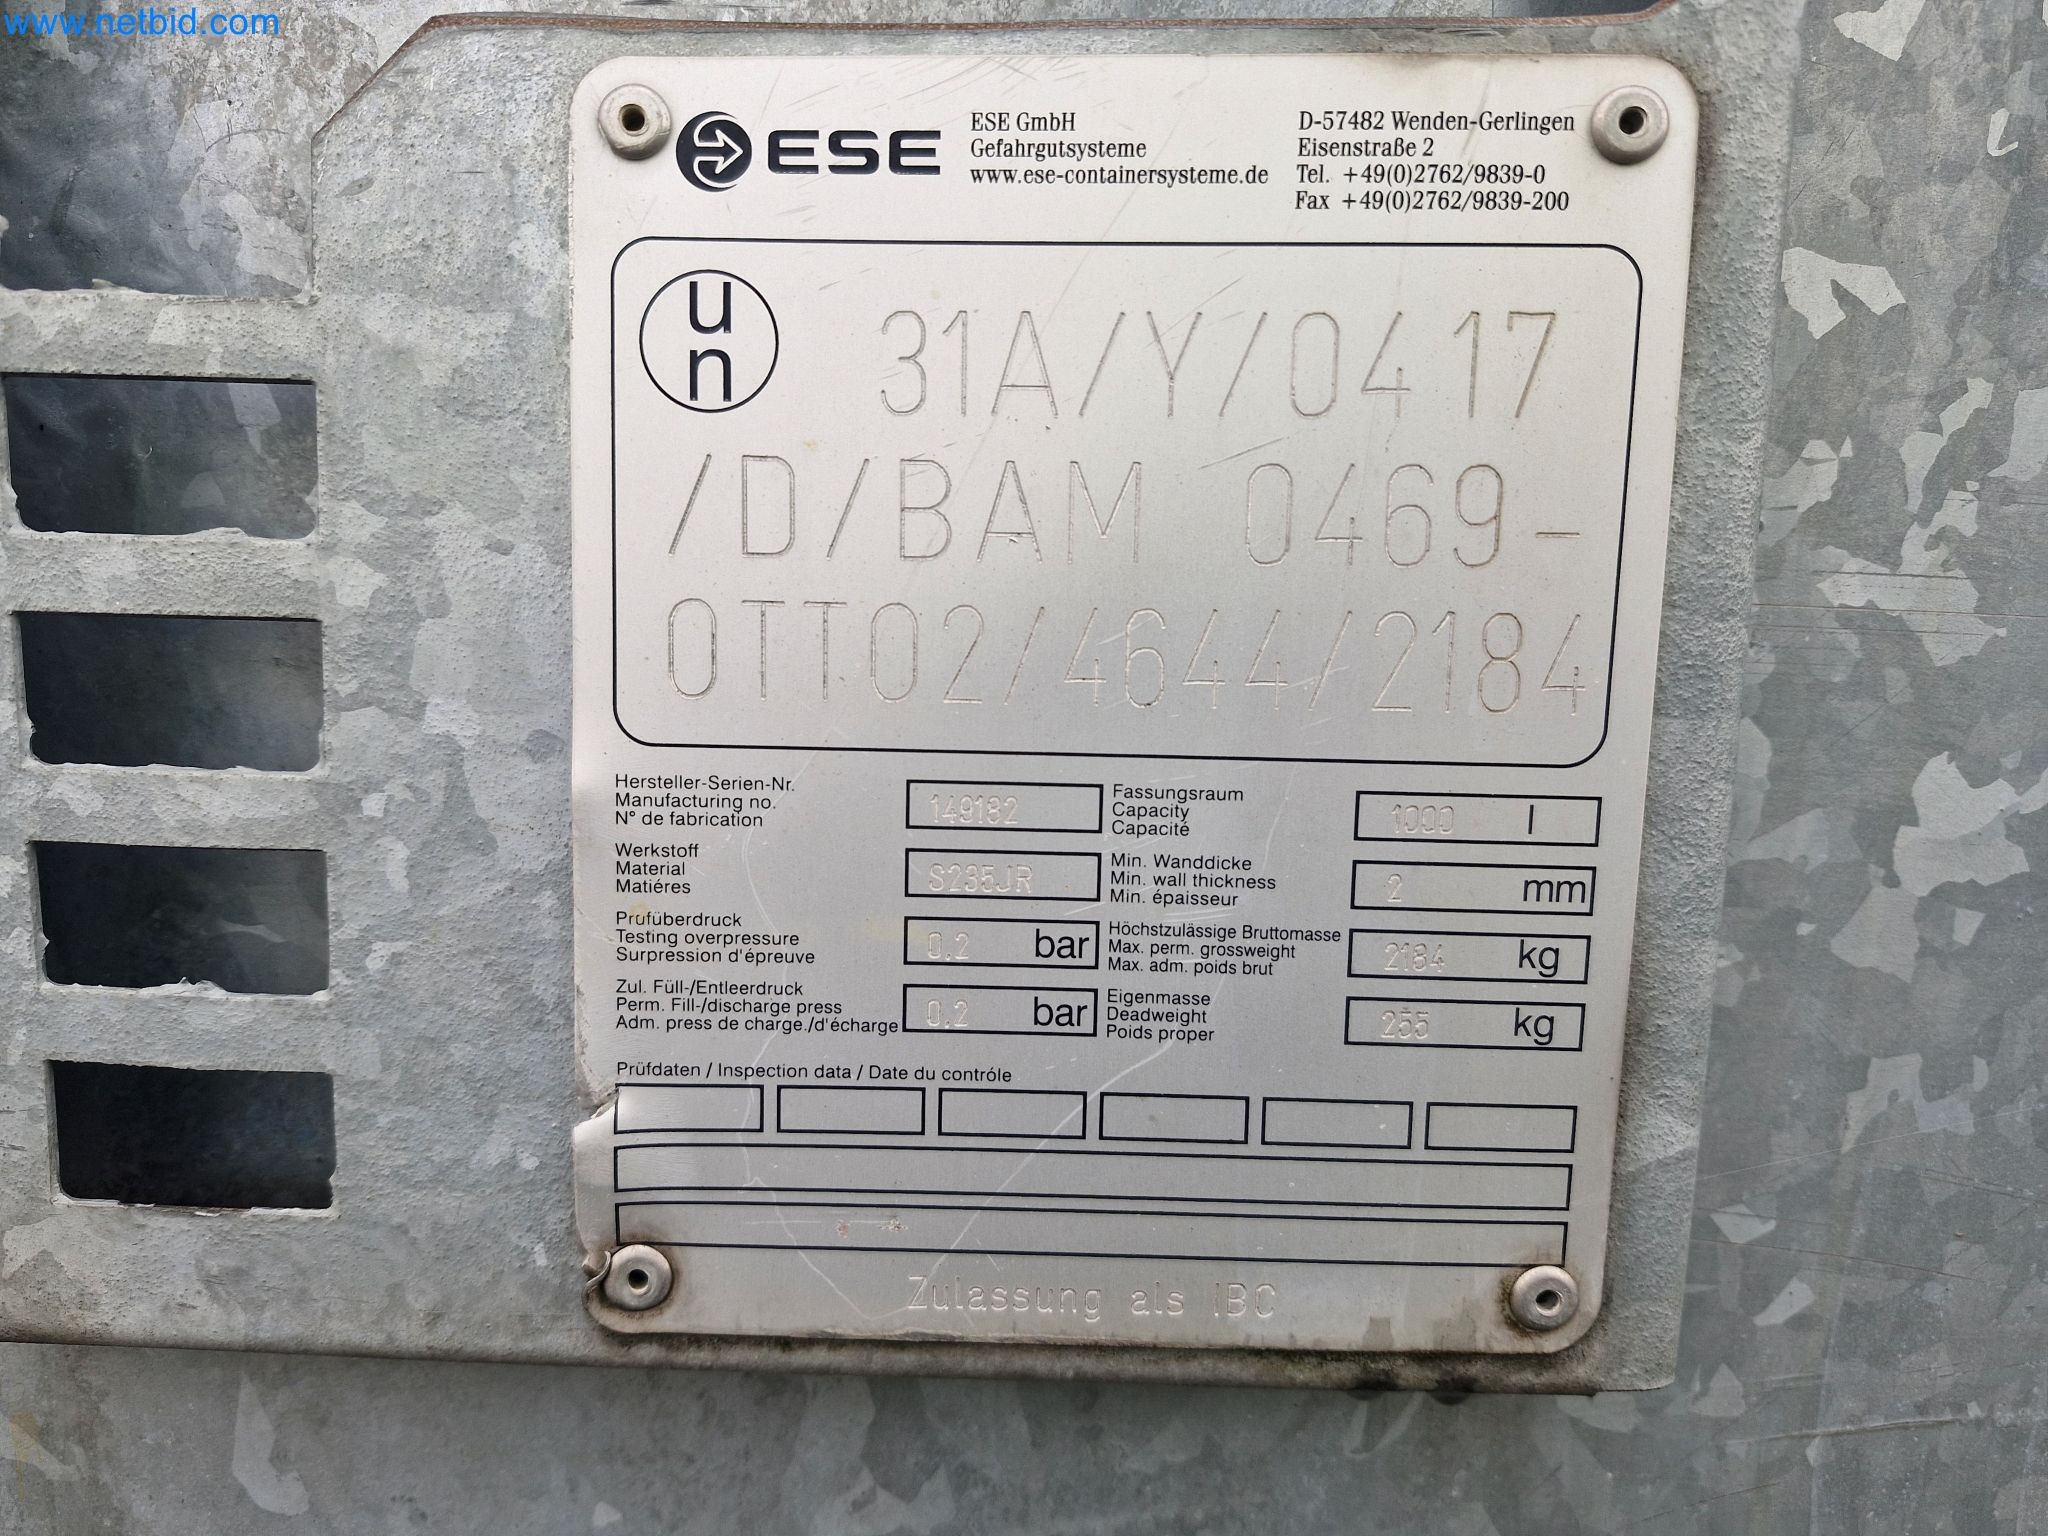 www.netbid.com
ESE
ESE GmbH
Gefahrgutsysteme
www.ese-containersysteme.de
D-57482 Wenden-Gerlingen
Eisenstraße 2
Tel. +49(0)2762/9839-0
Fax +49(0)2762/9839-200
un
31A/Y/0417
/D/BAM 0469-
OTTO2/4644/2184
Hersteller-Serien-Nr.
Manufacturing no.
N° de fabrication
149182
Fassungsraum
Capacity
Capacité
1000 l
Werkstoff
Material
Matiéres
S235JR
Min. Wanddicke
Min. wall thickness
Min. épaisseur
2 mm
Prüfüberdruck
Testing overpressure
Surpression d'épreuve
0.2 bar
Höchstzulässige Bruttomasse
Max. perm. grossweight
Max. adm. poids brut
2184 kg
Zul. Füll-/Entleerdruck
Perm. Fill-/discharge press
Adm. press de charge./d'écharge
0.2 bar
Eigenmasse
Deadweight
Poids proper
255 kg
Prüfdaten / Inspection data / Date du contróle
Zulassung als IBC